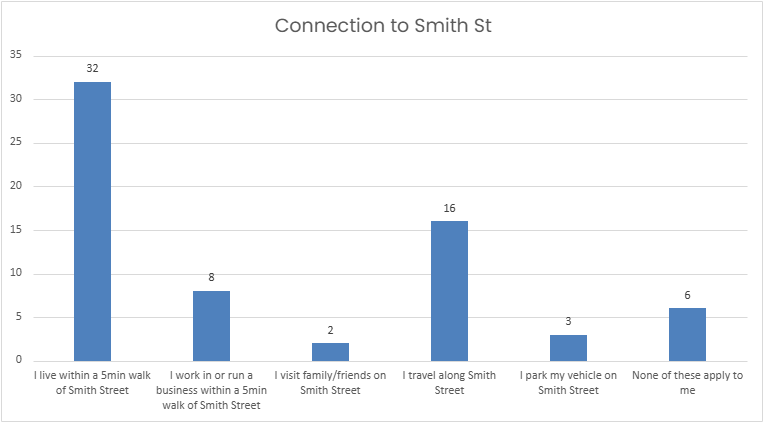 Connection to Smith St
35
30
25
20
15
10
5
0
32
8
2
16
3
6
I live within a 5min walk
of Smith Street
I work in or run a
business within a 5min
walk of Smith Street
I visit family/friends on
Smith Street
I travel along Smith
Street
I park my vehicle on
Smith Street
None of these apply to
me